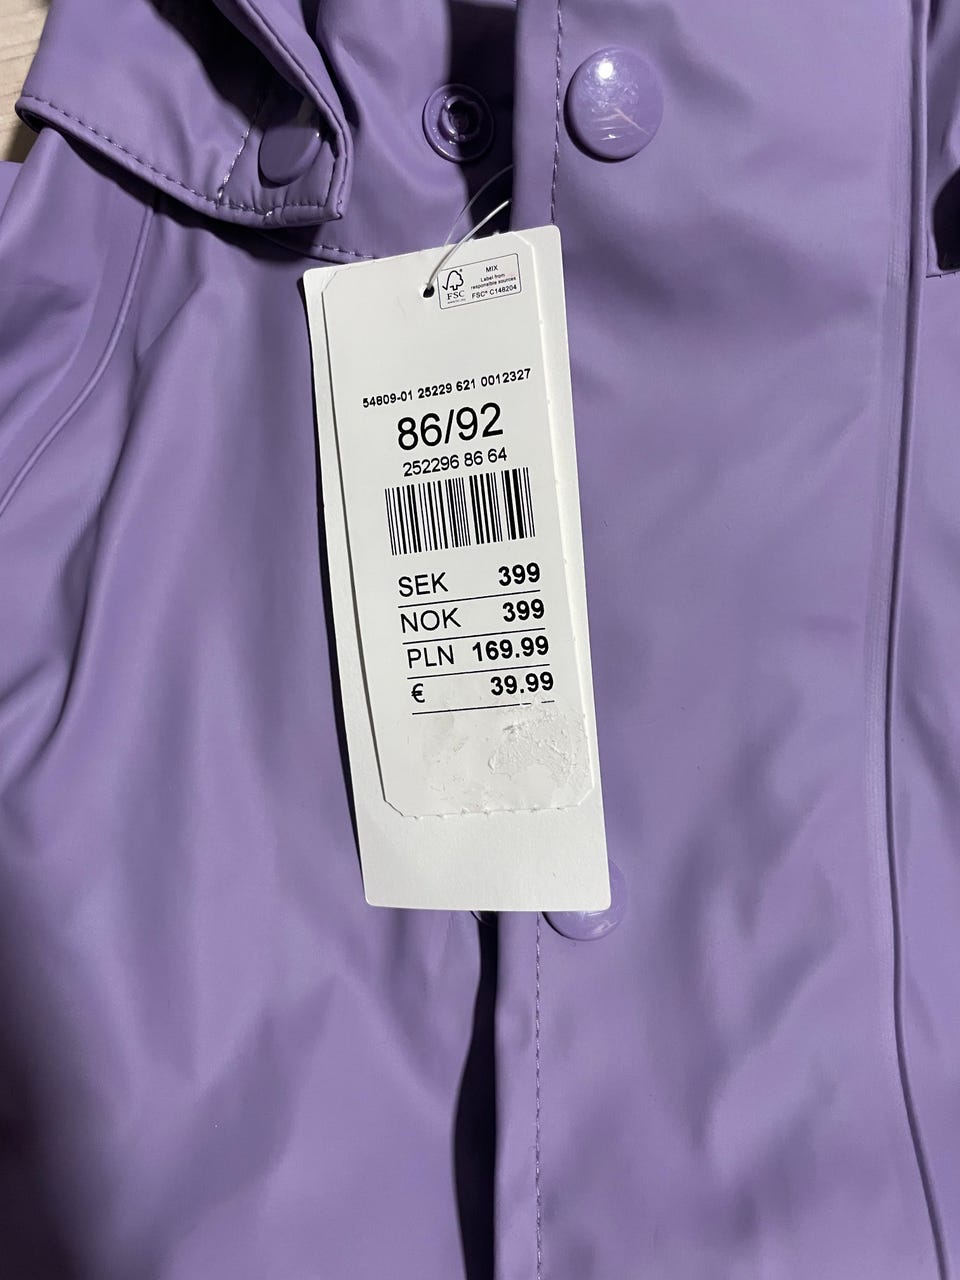 MIX
Label from
responsible sources
FSC
FSC® C148204
54809-01 25229 621 0012327
86/92
252296 86 64
SEK 399
NOK 399
PLN 169.99
€ 39.99